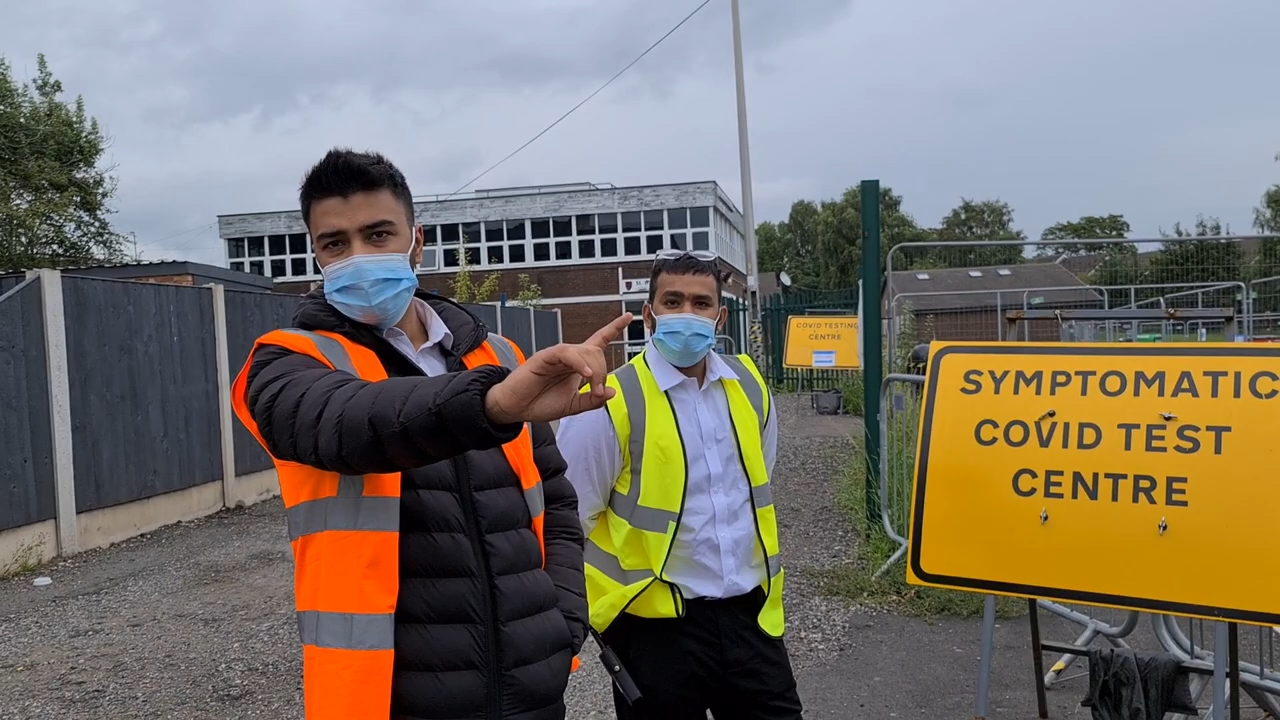 COVID TESTING
CENTRE
SYMPTOMATIC
COVID TEST
CENTRE